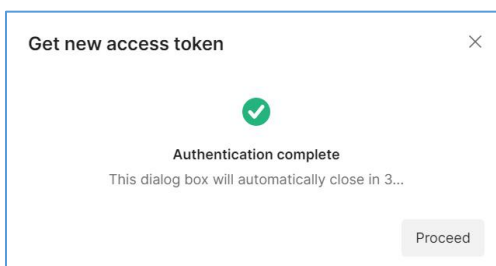 Get new access token
Authentication complete
This dialog box will automatically close in 3...
Proceed